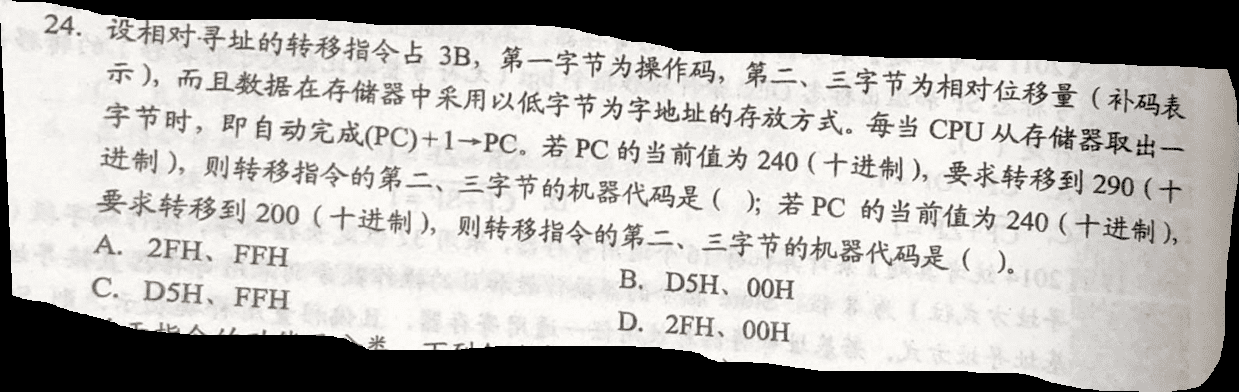 24. 设相对寻址的转移指令占 3B，第一字节为操作码，第二、三字节为相对位移量（补码表
示），而且数据在存储器中采用以低字节为字地址的存放方式。每当 CPU 从存储器取出一
字节时，即自动完成(PC)+1→PC。若 PC 的当前值为 240（十进制），要求转移到 290（十
进制），则转移指令的第二、三字节的机器代码是（ ）；若 PC 的当前值为 240（十进制），
要求转移到 200（十进制），则转移指令的第二、三字节的机器代码是（ ）。
A. 2FH、FFH
B. D5H、00H
C. D5H、FFH
D. 2FH、00H